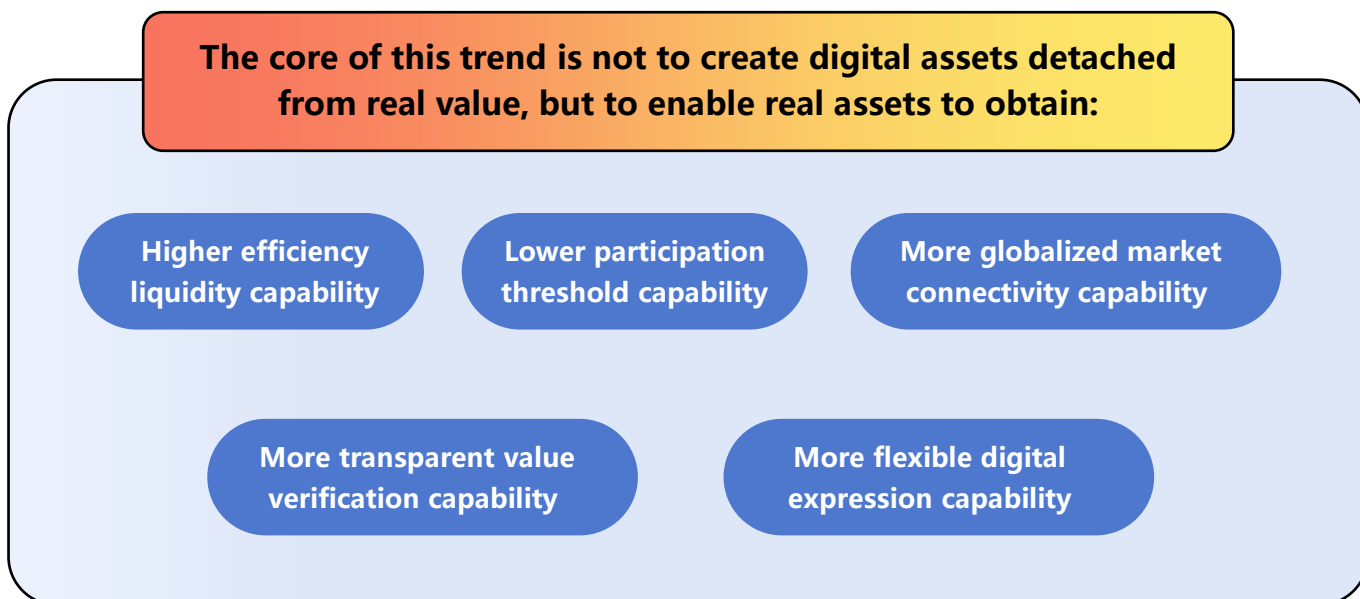 The core of this trend is not to create digital assets detached
from real value, but to enable real assets to obtain:
Higher efficiency
liquidity capability
Lower participation
threshold capability
More globalized market
connectivity capability
More transparent value
verification capability
More flexible digital
expression capability